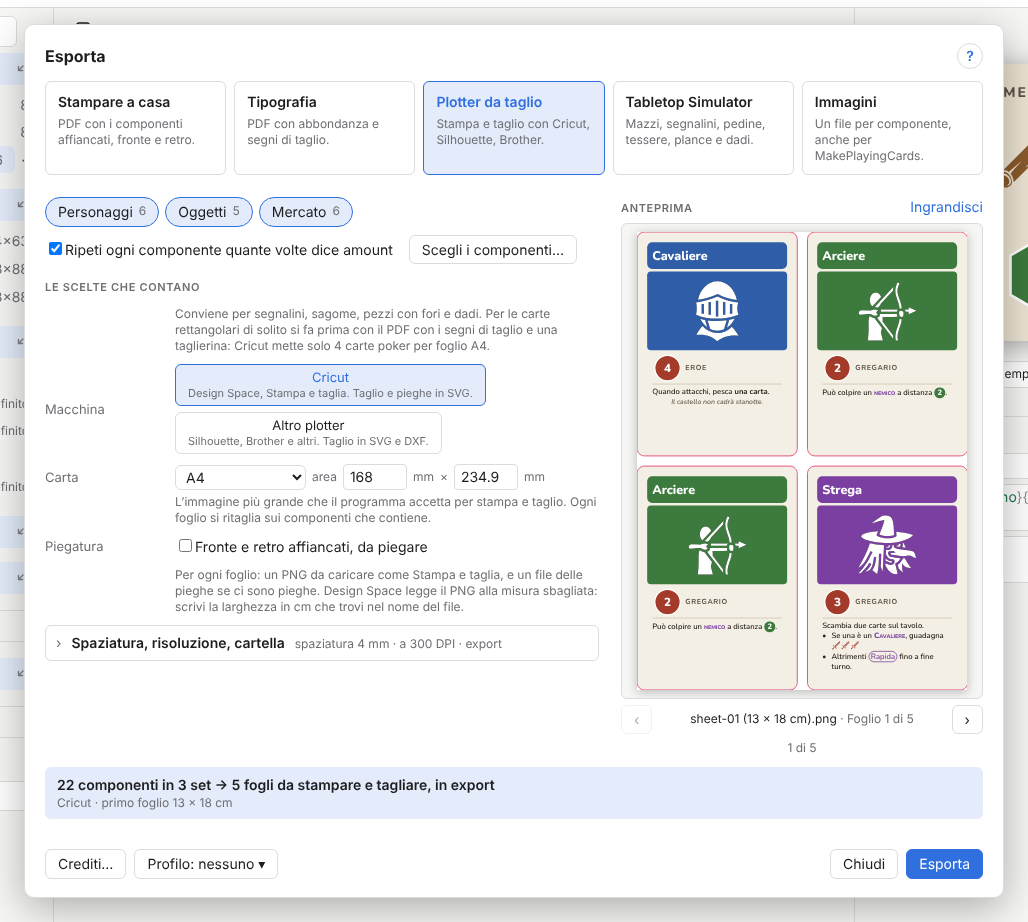 Esporta
?
Stampare a casa
PDF con i componenti
affiancati, fronte e retro.
Tipografia
PDF con abbondanza e
segni di taglio.
Plotter da taglio
Stampa e taglio con Cricut,
Silhouette, Brother.
Tabletop Simulator
Mazzi, segnalini, pedine,
tessere, plance e dadi.
Immagini
Un file per componente,
anche per
MakePlayingCards.
Personaggi 6
Oggetti 5
Mercato 6
Ripeti ogni componente quante volte dice amount
Scegli i componenti...
LE SCELTE CHE CONTANO
Conviene per segnalini, sagome, pezzi con fori e dadi. Per le carte
rettangolari di solito si fa prima con il PDF con i segni di taglio e una
taglierina: Cricut mette solo 4 carte poker per foglio A4.
Macchina
Cricut
Design Space, Stampa e taglia. Taglio e pieghe in SVG.
Altro plotter
Silhouette, Brother e altri. Taglio in SVG e DXF.
Carta
A4
area 168 mm × 234.9 mm
L'immagine più grande che il programma accetta per stampa e taglio. Ogni
foglio si ritaglia sui componenti che contiene.
Piegatura
Fronte e retro affiancati, da piegare
Per ogni foglio: un PNG da caricare come Stampa e taglia, e un file delle
pieghe se ci sono pieghe. Design Space legge il PNG alla misura sbagliata:
scrivi la larghezza in cm che trovi nel nome del file.
› Spaziatura, risoluzione, cartella spaziatura 4 mm · a 300 DPI · export
ANTEPRIMA
Ingrandisci
Cavaliere
4 EROE
Quando attacchi, pesca una carta.
Il castello non cadrà stanotte.
Arciere
2 GREGARIO
Può colpire un NEMICO a distanza 2.
Arciere
2 GREGARIO
Può colpire un NEMICO a distanza 2.
Strega
3 GREGARIO
Scambia due carte sul tavolo.
• Se una è un CAVALIERE, guadagna
• Altrimenti Rapida fino a fine
turno.
‹
sheet-01 (13 × 18 cm).png · Foglio 1 di 5
›
1 di 5
22 componenti in 3 set → 5 fogli da stampare e tagliare, in export
Cricut · primo foglio 13 × 18 cm
Crediti...
Profilo: nessuno ▾
Chiudi
Esporta